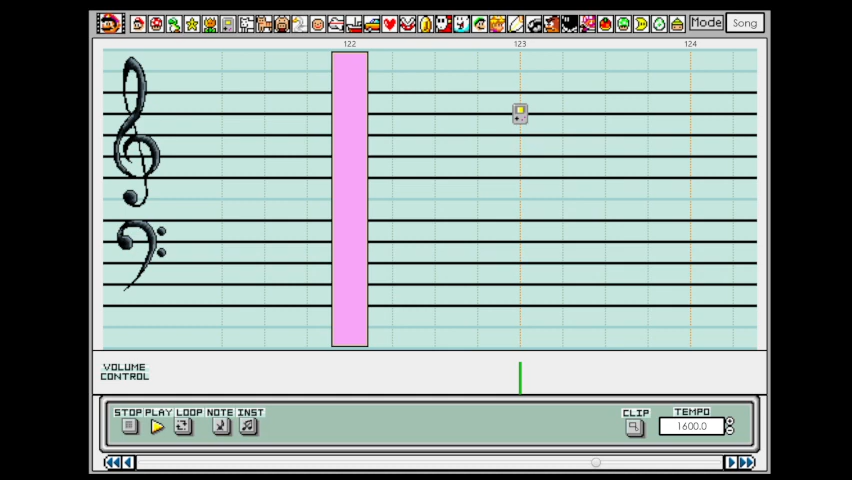 Mode Song
122 123 124
VOLUME
CONTROL
STOP PLAY LOOP NOTE INST CLIP TEMPO
1600.0